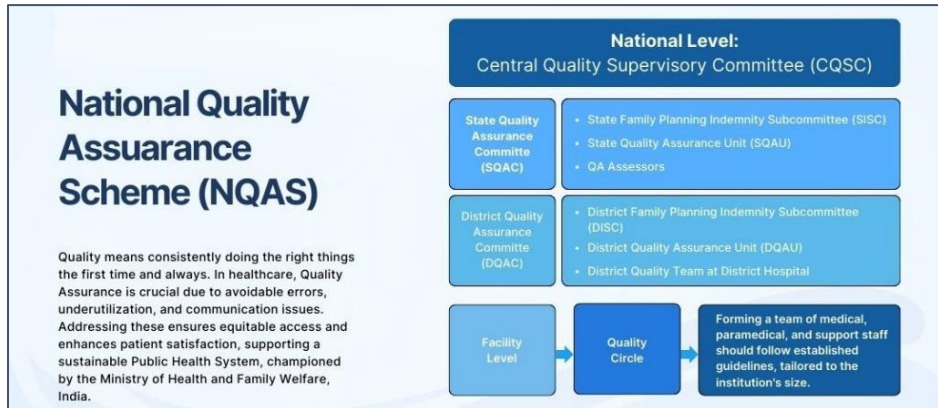 National Quality
Assuarance
Scheme (NQAS)
Quality means consistently doing the right things
the first time and always. In healthcare, Quality
Assurance is crucial due to avoidable errors,
underutilization, and communication issues.
Addressing these ensures equitable access and
enhances patient satisfaction, supporting a
sustainable Public Health System, championed
by the Ministry of Health and Family Welfare,
India.
National Level:
Central Quality Supervisory Committee (CQSC)
State Quality
Assurance
Committe
(SQAC)
• State Family Planning Indemnity Subcommittee (SISC)
• State Quality Assurance Unit (SQAU)
• QA Assessors
District Quality
Assurance
Committe
(DQAC)
• District Family Planning Indemnity Subcommittee
(DISC)
• District Quality Assurance Unit (DQAU)
• District Quality Team at District Hospital
Facility
Level
Quality
Circle
Forming a team of medical,
paramedical, and support staff
should follow established
guidelines, tailored to the
institution's size.